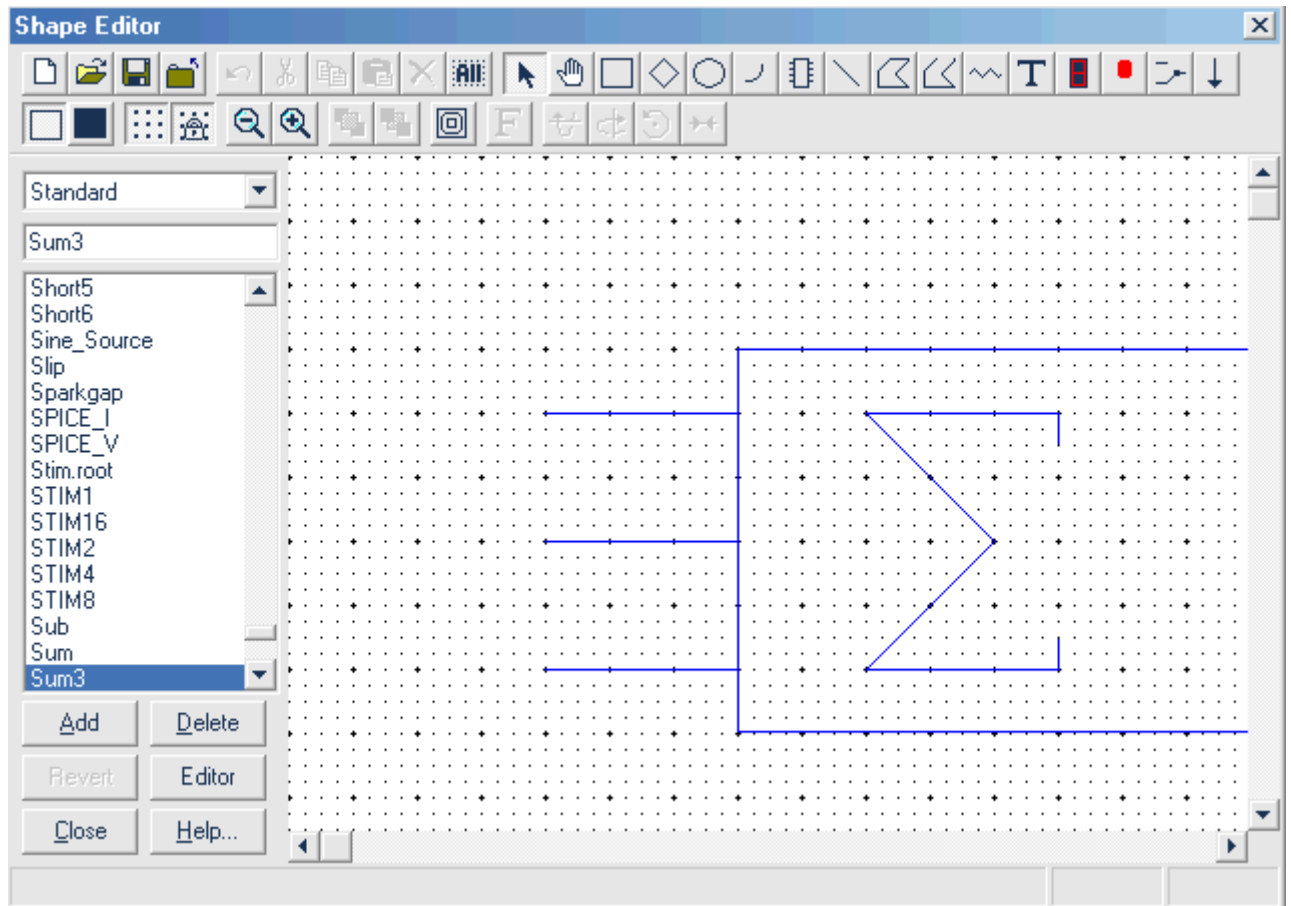 Shape Editor
All
T
F
Standard
Sum3
Short5
Short6
Sine_Source
Slip
Sparkgap
SPICE_I
SPICE_V
Stim.root
STIM1
STIM16
STIM2
STIM4
STIM8
Sub
Sum
Sum3
Add Delete
Revert Editor
Close Help...